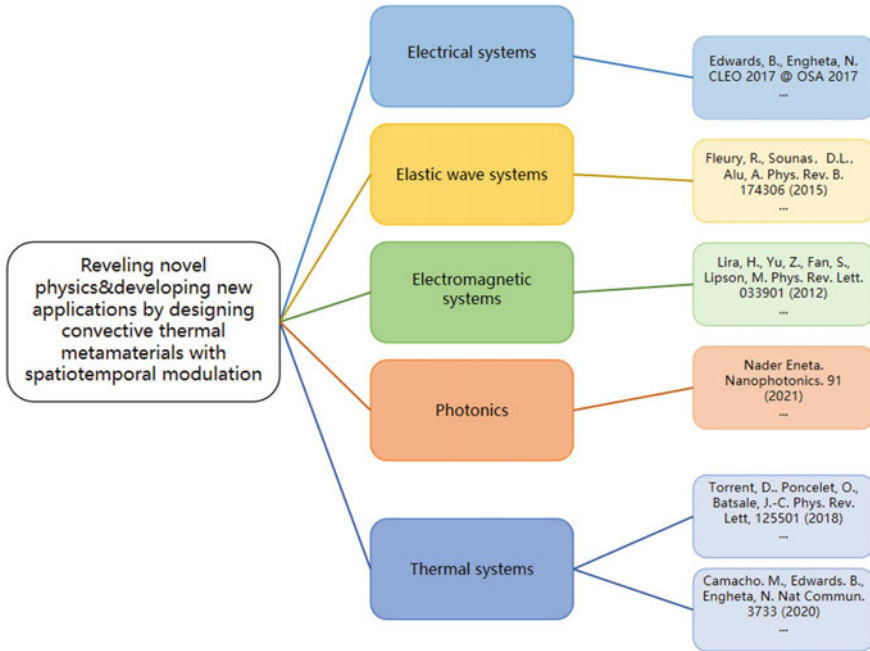 Reveling novel
physics&developing new
applications by designing
convective thermal
metamaterials with
spatiotemporal modulation
Electrical systems
Edwards, B., Engheta, N.
CLEO 2017 @ OSA 2017
...
Elastic wave systems
Fleury, R., Sounas, D.L.,
Alu, A. Phys. Rev. B.
174306 (2015)
...
Electromagnetic
systems
Lira, H., Yu, Z., Fan, S.,
Lipson, M. Phys. Rev. Lett.
033901 (2012)
...
Photonics
Nader Eneta.
Nanophotonics. 91
(2021)
...
Thermal systems
Torrent, D.. Poncelet, O.,
Batsale, J.-C. Phys. Rev.
Lett, 125501 (2018)
...
Camacho. M., Edwards. B.,
Engheta, N. Nat Commun.
3733 (2020)
...